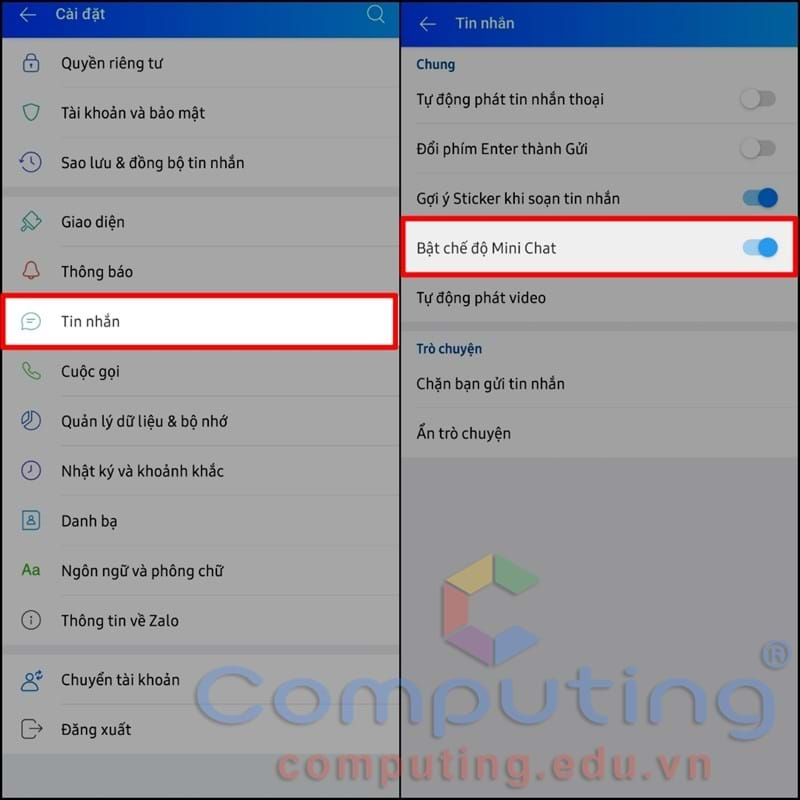 Cài đặt
Quyền riêng tư
Tài khoản và bảo mật
Sao lưu & đồng bộ tin nhắn
Giao diện
Thông báo
Tin nhắn
Cuộc gọi
Quản lý dữ liệu & bộ nhớ
Nhật ký và khoảnh khắc
Danh bạ
Aa Ngôn ngữ và phông chữ
Thông tin về Zalo
Chuyển tài khoản
Đăng xuất
Tin nhắn
Chung
Tự động phát tin nhắn thoại
Đổi phím Enter thành Gửi
Gợi ý Sticker khi soạn tin nhắn
Bật chế độ Mini Chat
Tự động phát video
Trò chuyện
Chặn bạn gửi tin nhắn
Ẩn trò chuyện
Computing®
computing.edu.vn